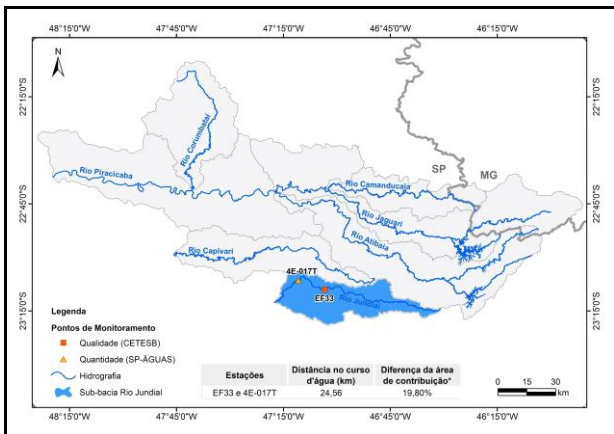 48°15'0"W 47°45'0"W 47°15'0"W 46°45'0"W 46°15'0"W
N
22°15'0"S 22°15'0"S
Rio Corumbataí
SP MG
Rio Piracicaba
Rio Camanducaia
22°45'0"S 22°45'0"S
Rio Jaguari
Rio Atibaia
Rio Capivari
4E-017T
EF33
Rio Jundiaí
23°15'0"S 23°15'0"S
Legenda
Pontos de Monitoramento
Qualidade (CETESB)
Quantidade (SP-ÁGUAS)
Hidrografia
Sub-bacia Rio Jundiaí
Estações Distância no curso d'água (km) Diferença da área de contribuição*
EF33 e 4E-017T 24,56 19,80%
0 15 30
km
48°15'0"W 47°45'0"W 47°15'0"W 46°45'0"W 46°15'0"W